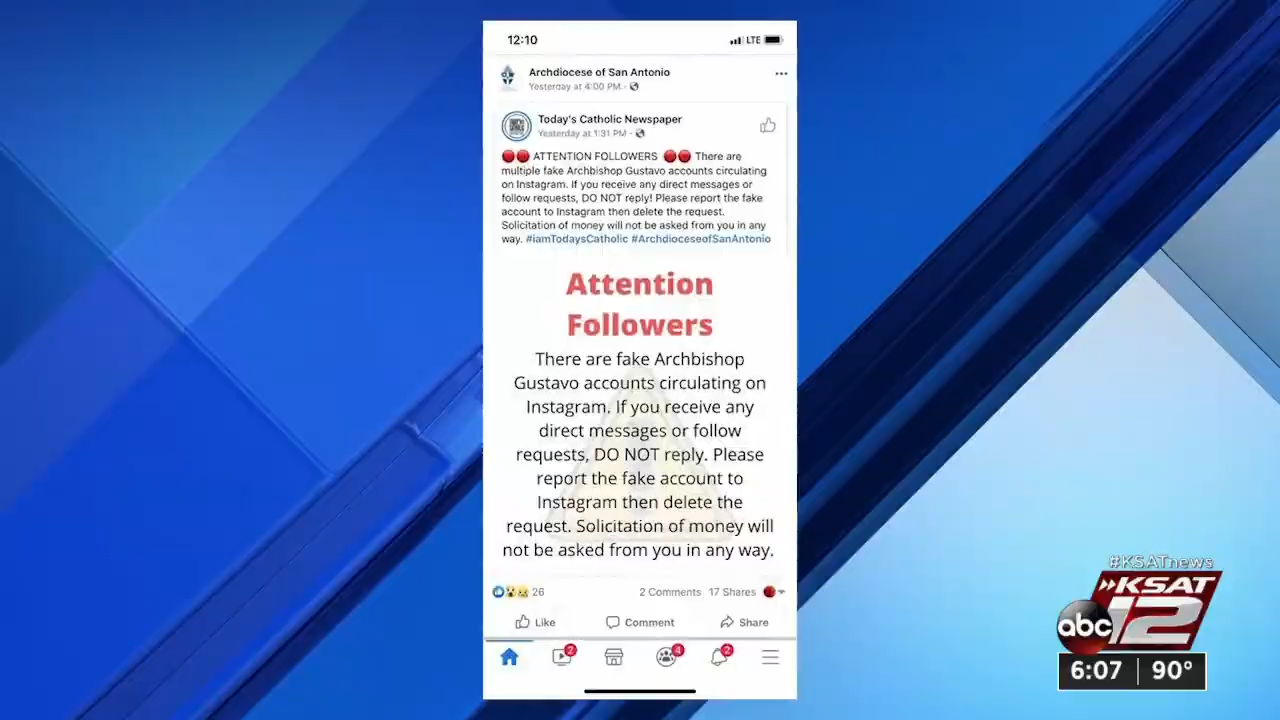 12:10
LTE
Archdiocese of San Antonio
Yesterday at 4:00 PM ·
Today's Catholic Newspaper
Yesterday at 1:31 PM ·
ATTENTION FOLLOWERS There are
multiple fake Archbishop Gustavo accounts circulating
on Instagram. If you receive any direct messages or
follow requests, DO NOT reply! Please report the fake
account to Instagram then delete the request.
Solicitation of money will not be asked from you in any
way. #iamTodaysCatholic #ArchdioceseofSanAntonio
Attention
Followers
There are fake Archbishop
Gustavo accounts circulating on
Instagram. If you receive any
direct messages or follow
requests, DO NOT reply. Please
report the fake account to
Instagram then delete the
request. Solicitation of money will
not be asked from you in any way.
26
2 Comments 17 Shares
Like Comment Share
2 4 2
#KSATnews
KSAT
abc 12
6:07 90°